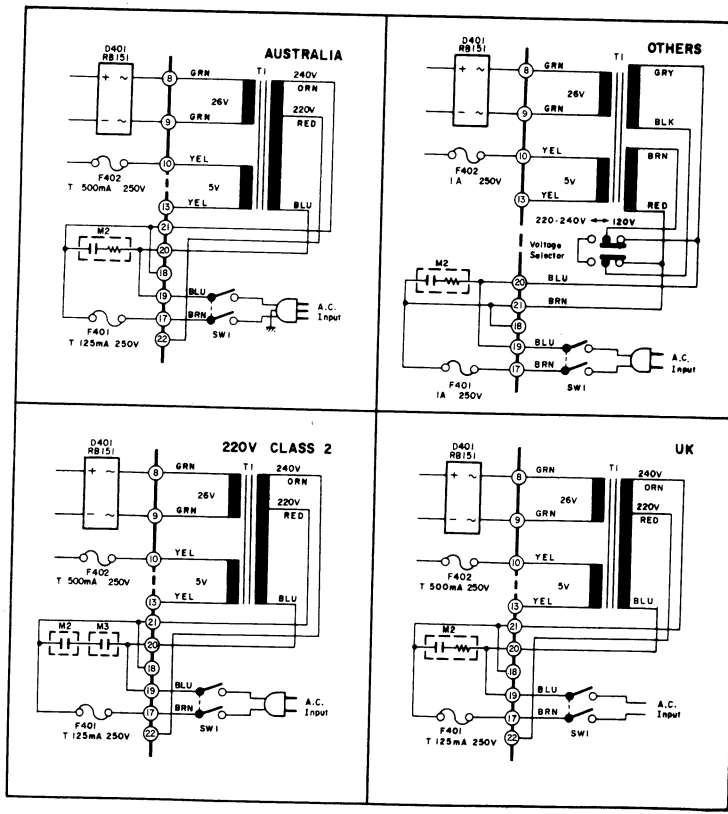 AUSTRALIA
D401
RB151
+ ~
− ~
8 GRN
T1
240V
ORN
26V
220V
RED
9 GRN
10 YEL
F402
T 500mA 250V
5V
13 YEL
BLU
21
M2
20
18
19 BLU
A.C.
Input
17 BRN
F401
T 125mA 250V
SW1
22
OTHERS
D401
RB151
+ ~
− ~
8 GRN
T1
GRY
26V
9 GRN
BLK
10 YEL
BRN
F402
1A 250V
5V
13 YEL
RED
220-240V ↔ 120V
Voltage
Selector
M2
20 BLU
21 BRN
18
19 BLU
A.C.
Input
17 BRN
F401
1A 250V
SW1
220V CLASS 2
D401
RB151
+ ~
− ~
8 GRN
T1
240V
ORN
26V
220V
RED
9 GRN
10 YEL
F402
T 500mA 250V
5V
13 YEL
BLU
21
M2 M3
20
18
19 BLU
A.C.
Input
17 BRN
F401
T 125mA 250V
SW1
22
UK
D401
RB151
+ ~
− ~
8 GRN
T1
240V
ORN
26V
220V
RED
9 GRN
10 YEL
F402
T 500mA 250V
5V
13 YEL
BLU
21
M2
20
18
19 BLU
A.C.
Input
17 BRN
F401
T 125mA 250V
SW1
22